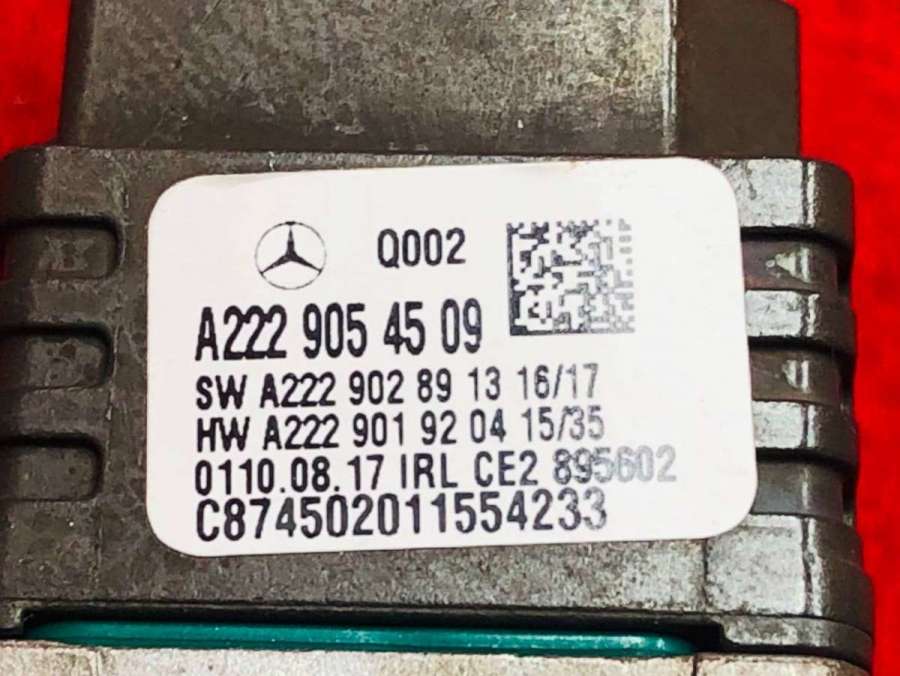 Q002
A222 905 45 09
SW A222 902 89 13 16/17
HW A222 901 92 04 15/35
0110.08.17 IRL CE2 895602
C874502011554233